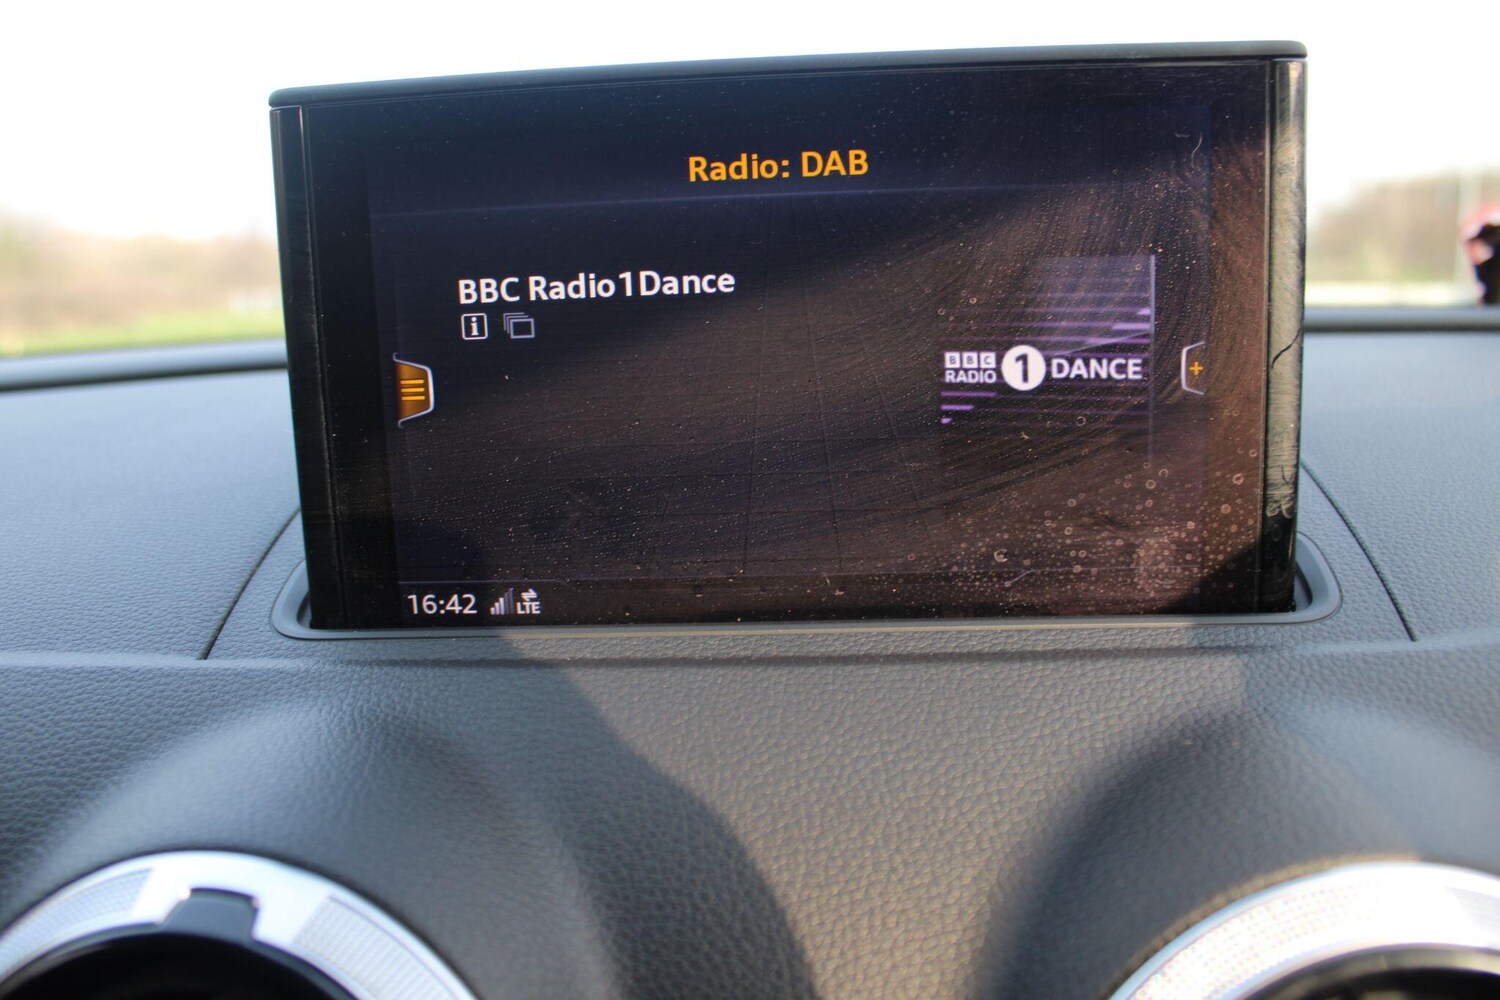 Radio: DAB
BBC Radio1Dance
i
BBC
RADIO 1 DANCE
+
16:42 LTE